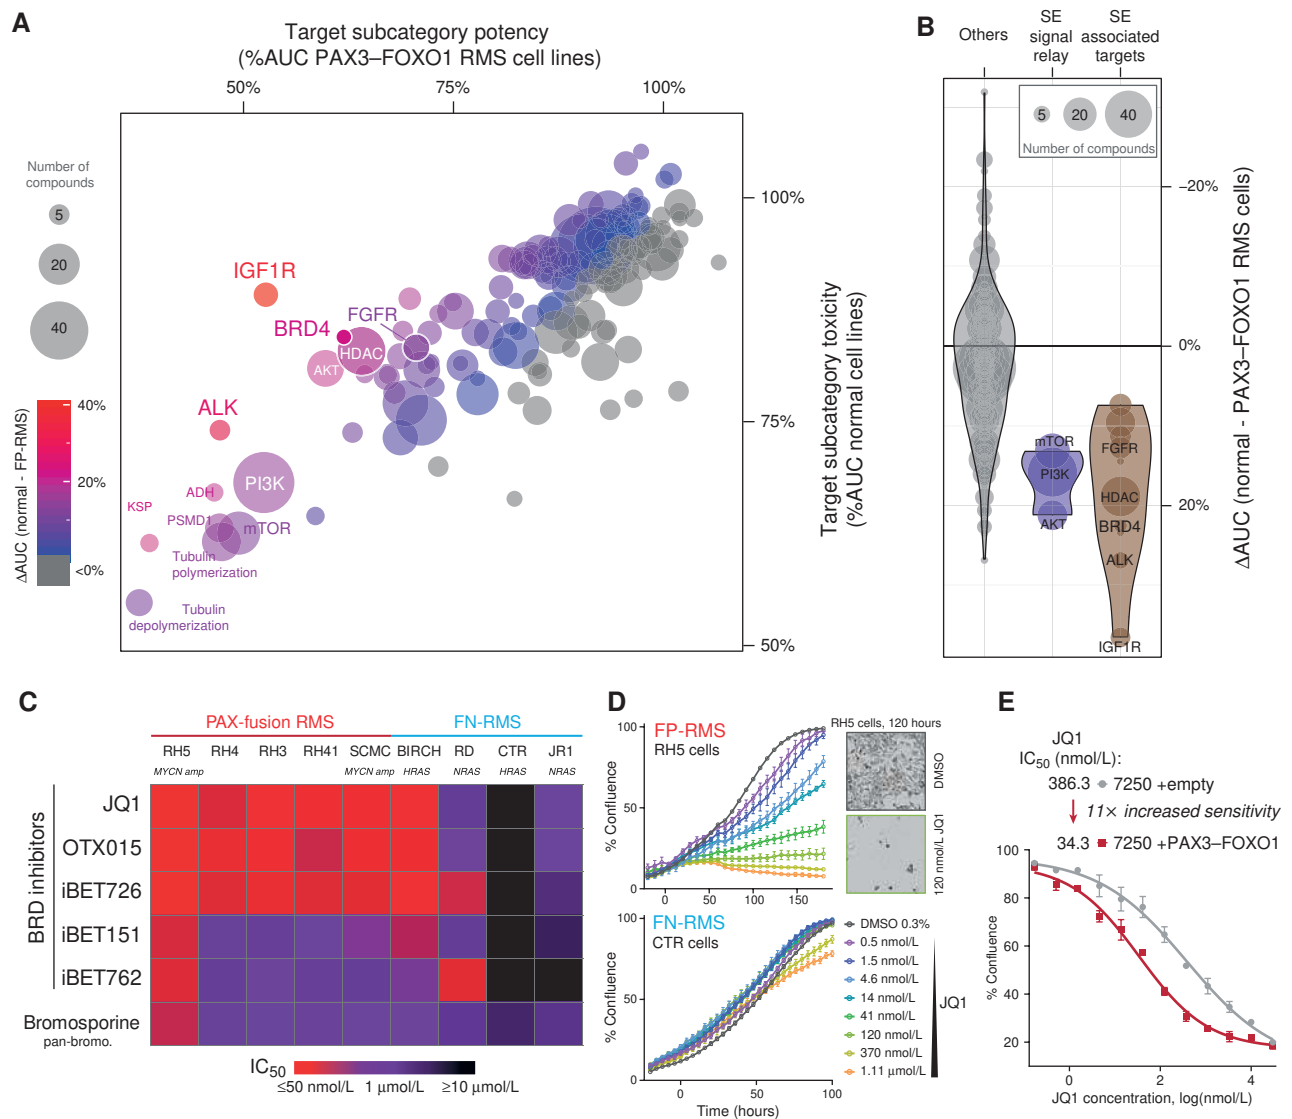 A
Target subcategory potency
(%AUC PAX3–FOXO1 RMS cell lines)
50%
75%
100%
Number of
compounds
5
20
40
100%
75%
50%
Target subcategory toxicity
(%AUC normal cell lines)
IGF1R
BRD4
FGFR
HDAC
AKT
ALK
PI3K
ADH
KSP
PSMD1
mTOR
Tubulin
polymerization
Tubulin
depolymerization
ΔAUC (normal - FP-RMS)
40%
20%
<0%
B
Others
SE
signal
relay
SE
associated
targets
5
20
40
Number of compounds
–20%
0%
20%
ΔAUC (normal - PAX3–FOXO1 RMS cells)
mTOR
PI3K
AKT
FGFR
HDAC
BRD4
ALK
IGF1R
C
PAX-fusion RMS
FN-RMS
RH5 RH4 RH3 RH41 SCMC BIRCH RD CTR JR1
MYCN amp MYCN amp HRAS NRAS HRAS NRAS
BRD inhibitors
JQ1
OTX015
iBET726
iBET151
iBET762
Bromosporine
pan-bromo.
IC50
≤50 nmol/L 1 μmol/L ≥10 μmol/L
D
FP-RMS
RH5 cells
% Confluence
100
50
0
0 50 100 150
RH5 cells, 120 hours
DMSO
120 nmol/L JQ1
FN-RMS
CTR cells
% Confluence
100
50
0
0 50 100
Time (hours)
DMSO 0.3%
0.5 nmol/L
1.5 nmol/L
4.6 nmol/L
14 nmol/L
41 nmol/L
120 nmol/L
370 nmol/L
1.11 μmol/L
JQ1
E
JQ1
IC50 (nmol/L):
386.3 7250 +empty
11× increased sensitivity
34.3 7250 +PAX3–FOXO1
% Confluence
100
80
60
40
20
0 2 4
JQ1 concentration, log(nmol/L)